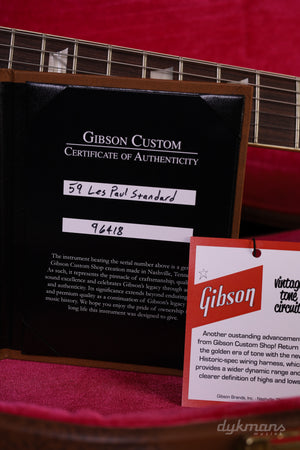 GIBSON CUSTOM
CERTIFICATE OF AUTHENTICITY
59 Les Paul Standard
96418
The instrument bearing the serial number above is a
Gibson Custom Shop creation made in Nashville,
As such, it represents the pinnacle of craftsmanship,
sound excellence and celebrates Gibson's legacy through
and authenticity. Its significance extends beyond
and premium quality as a continuation of Gibson's
music history. We hope you enjoy the pride of ownership
long life this instrument was designed to give.
Gibson
vintage
tone
circuit
Another outstanding advancement
from Gibson Custom Shop! Return
the golden era of tone with the new
Historic-spec wiring harness, which
provides a wider dynamic range and
clearer definition of highs and lows
Gibson Brands, Inc.
dykmans